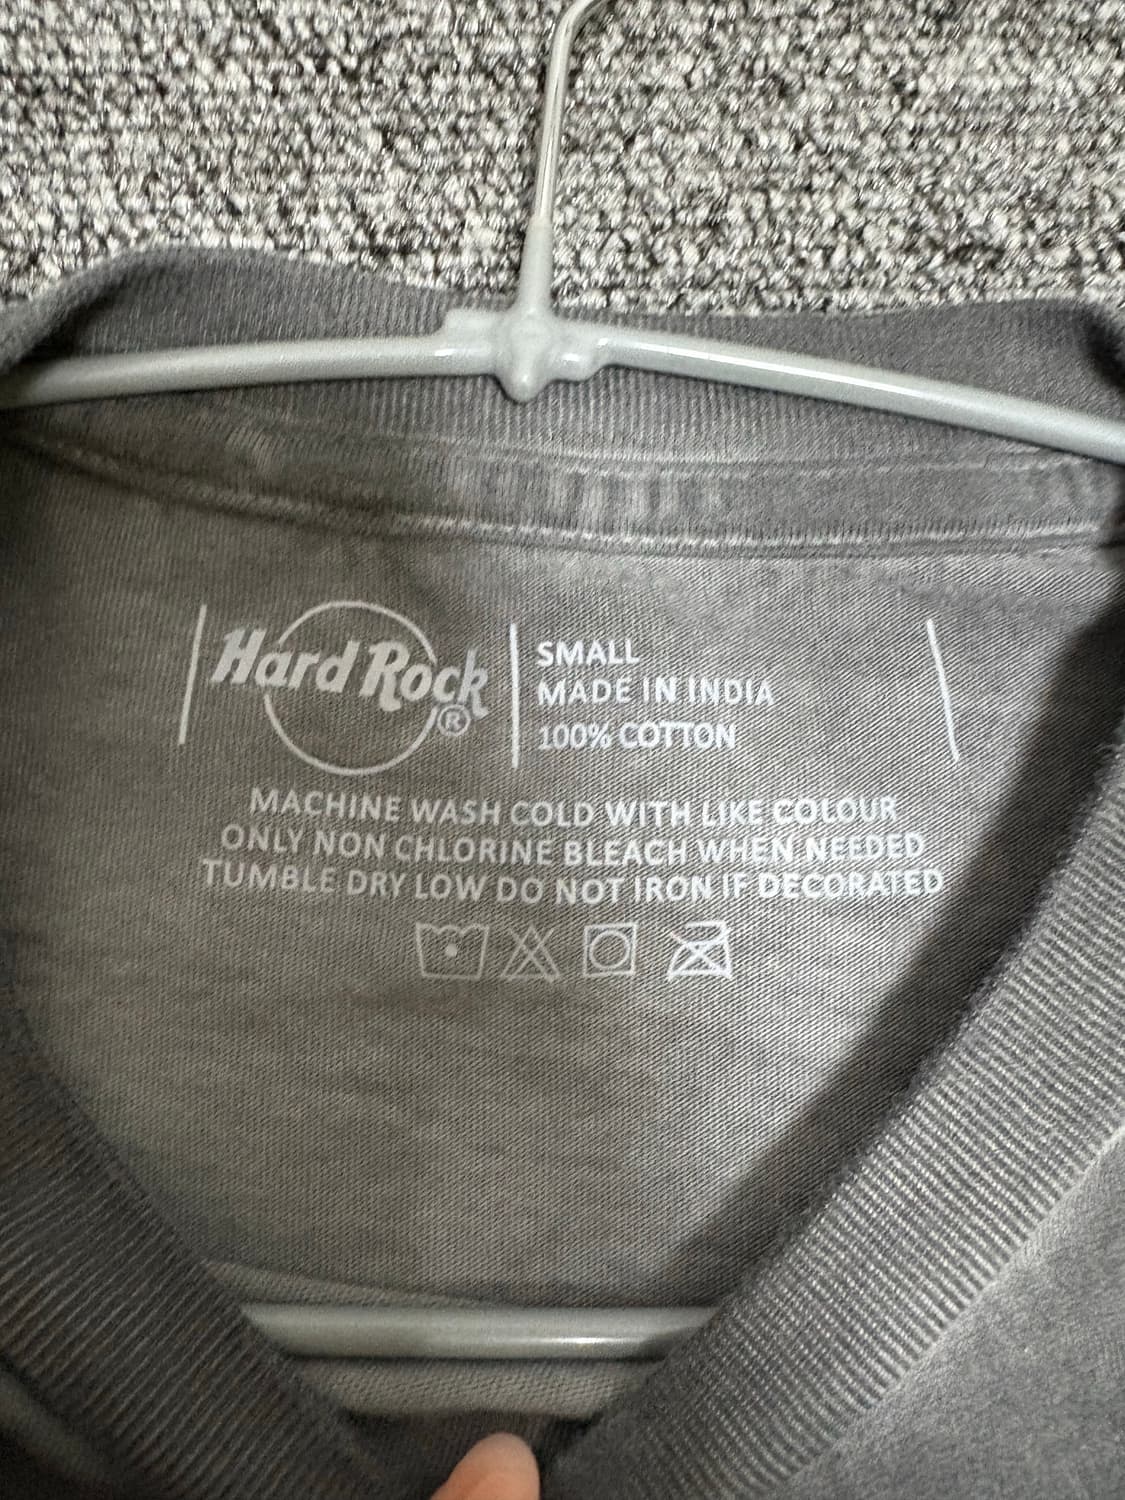 Hard Rock®
SMALL
MADE IN INDIA
100% COTTON
MACHINE WASH COLD WITH LIKE COLOUR
ONLY NON CHLORINE BLEACH WHEN NEEDED
TUMBLE DRY LOW DO NOT IRON IF DECORATED